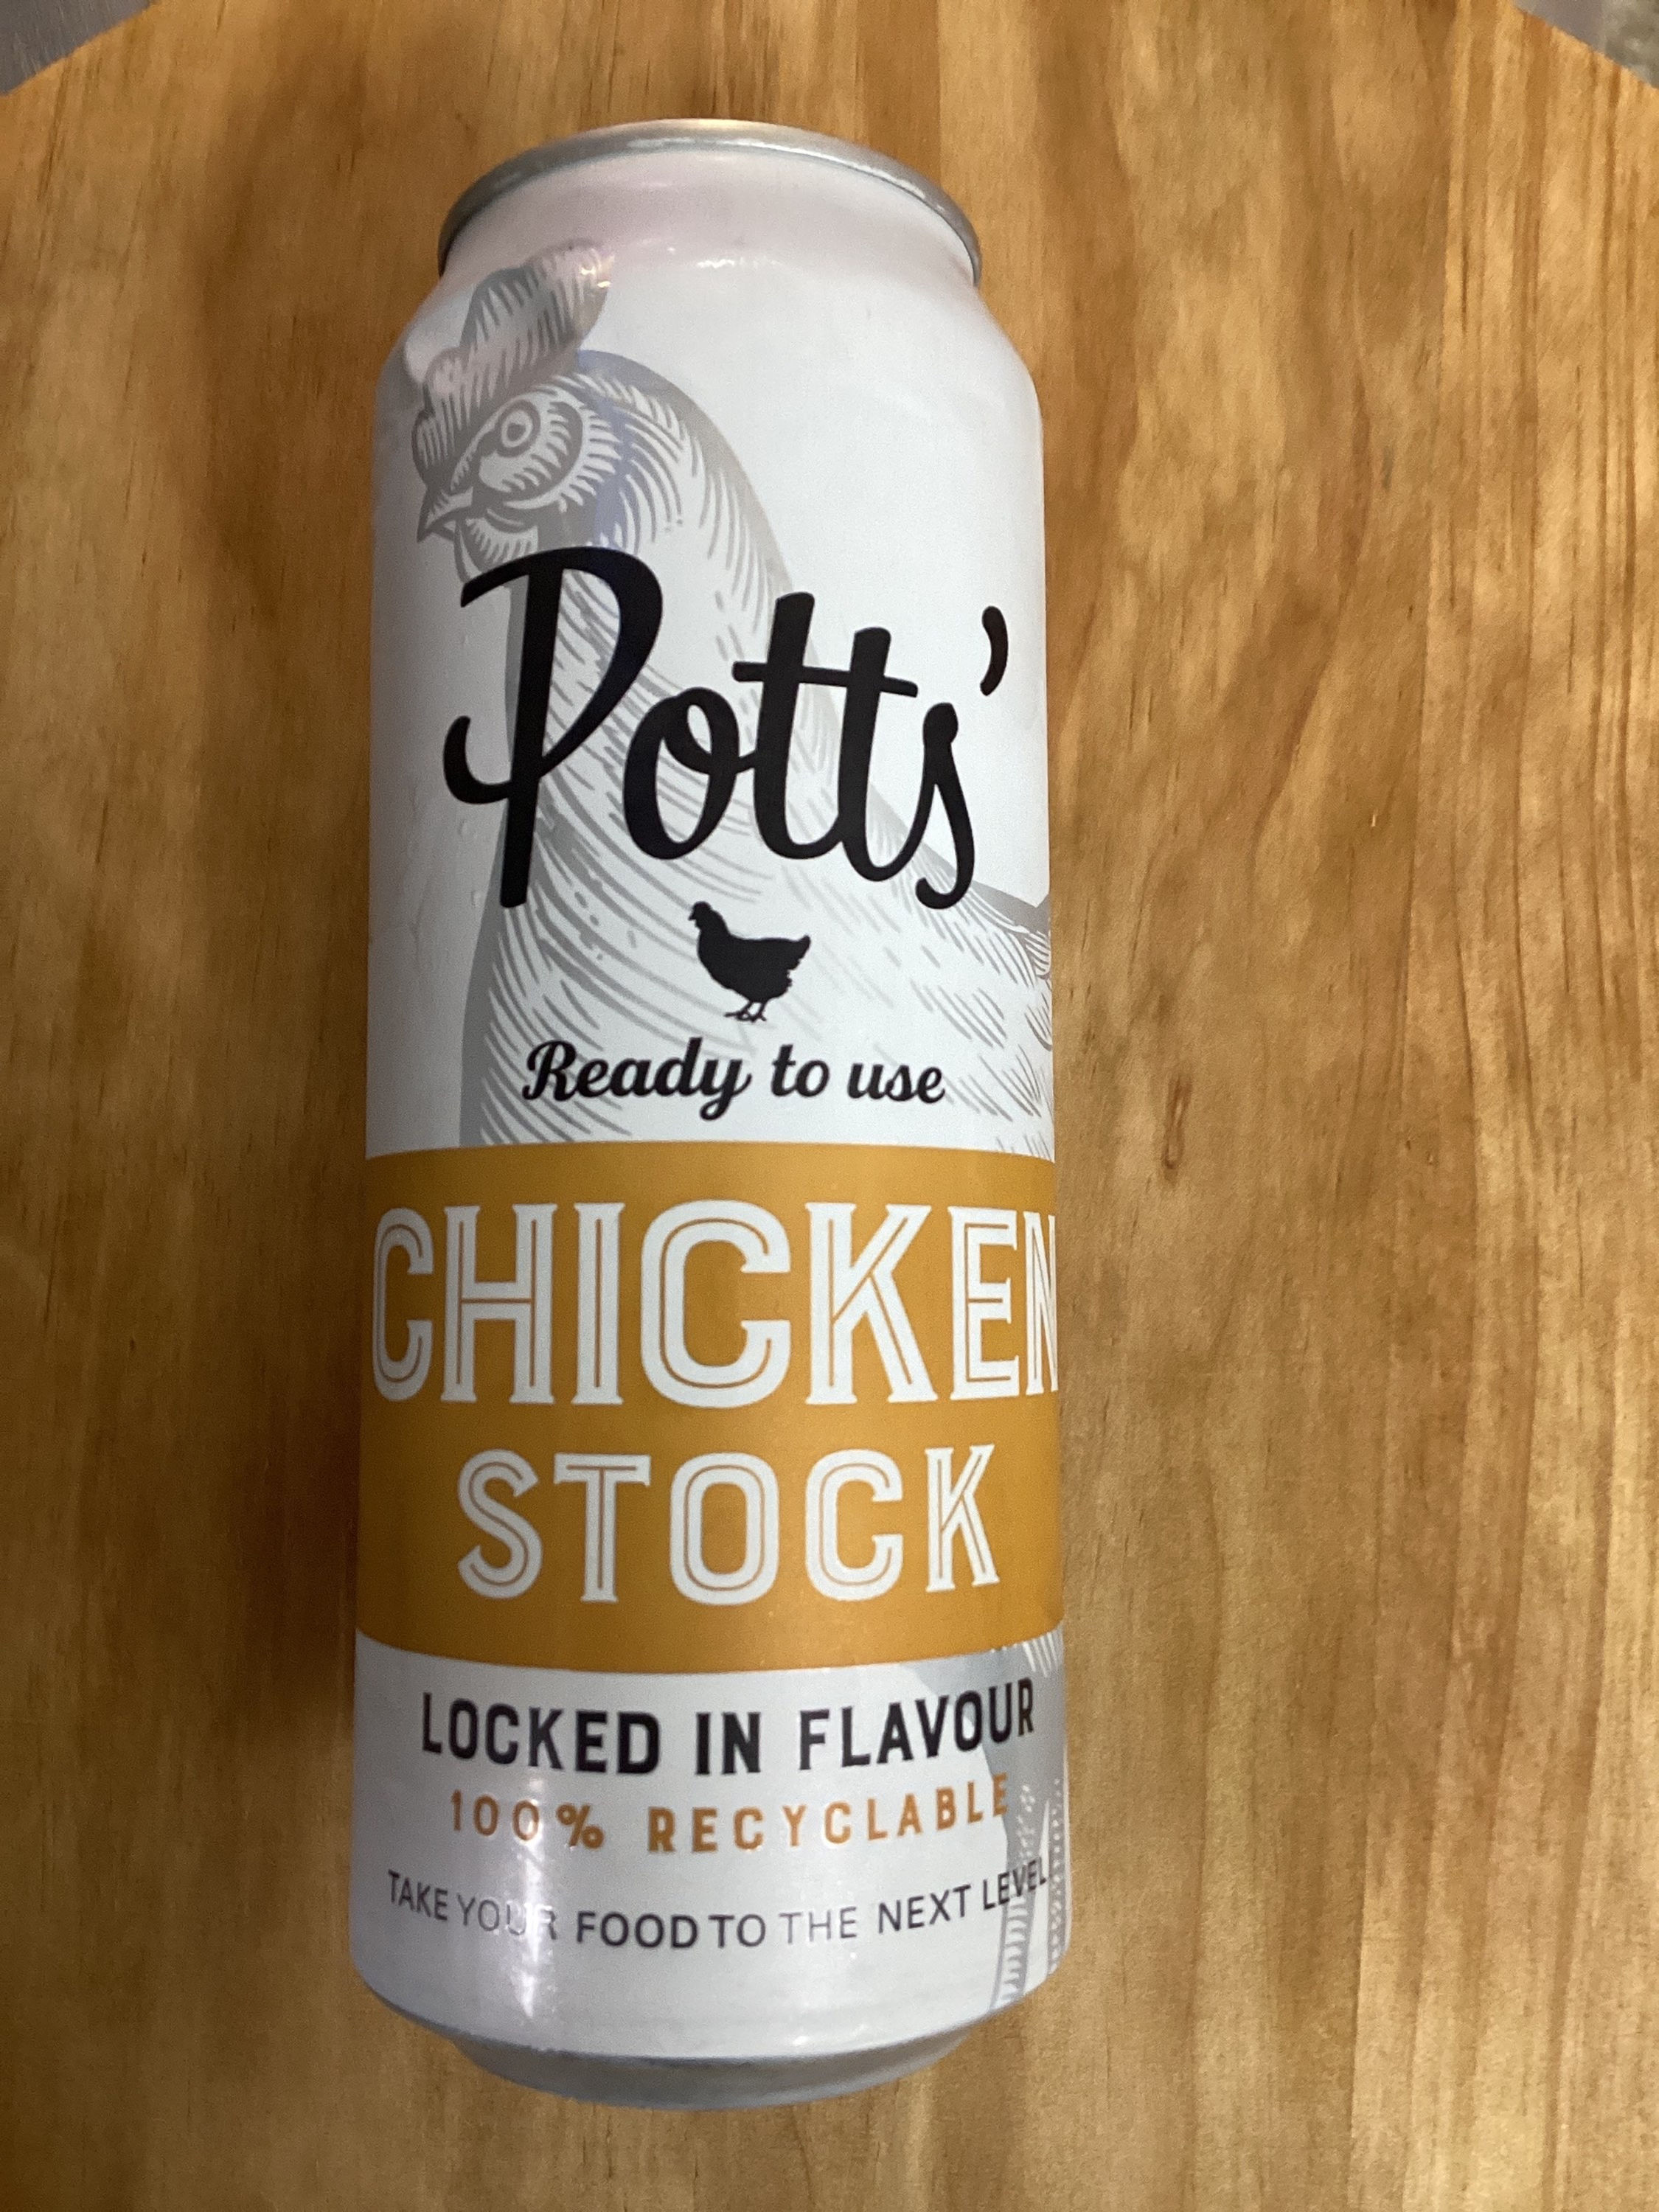 Potts'
Ready to use
CHICKEN
STOCK
LOCKED IN FLAVOUR
100% RECYCLABLE
TAKE YOUR FOOD TO THE NEXT LEVEL